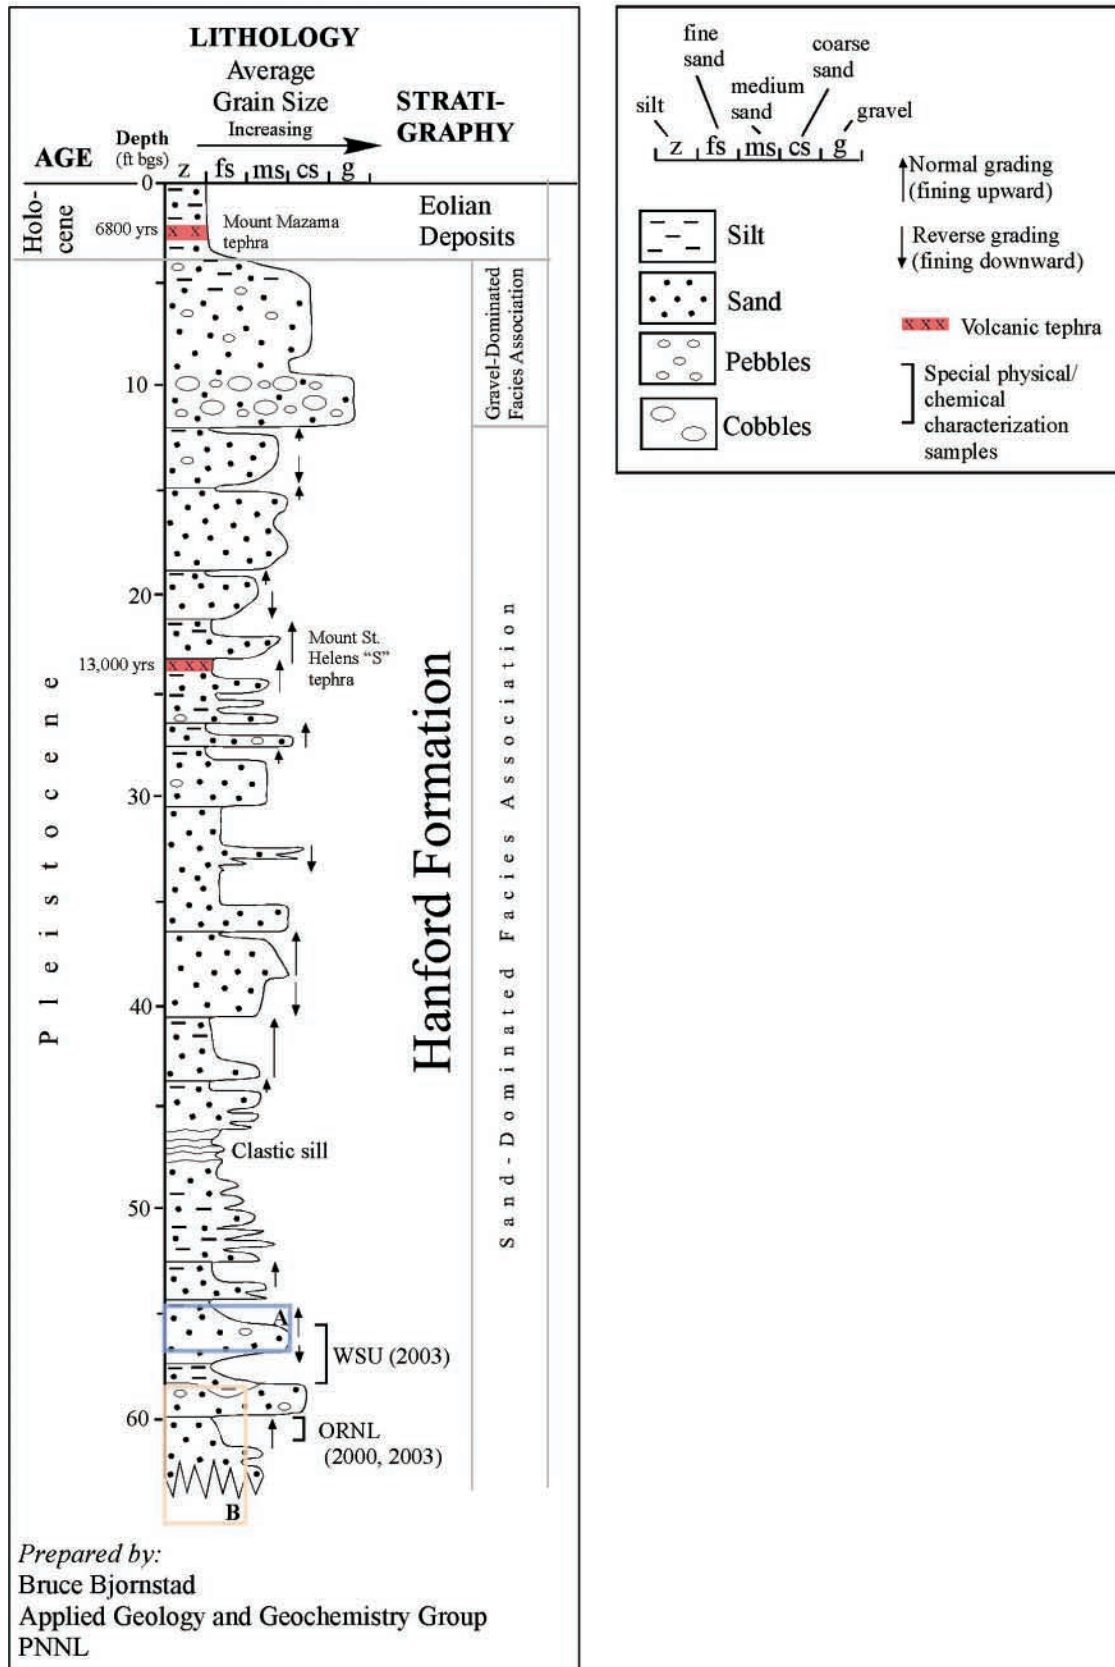 LITHOLOGY
Average
Grain Size
Increasing
STRATI-
GRAPHY
AGE
Depth
(ft bgs)
z fs ms cs g
0
Holo-
cene
6800 yrs
X X
Mount Mazama
tephra
Eolian
Deposits
Gravel-Dominated
Facies Association
10
20
13,000 yrs
X X X
Mount St.
Helens “S”
tephra
Pleistocene
30
40
Hanford Formation
Sand-Dominated Facies Association
Clastic sill
50
A
WSU (2003)
60
ORNL
(2000, 2003)
B
Prepared by:
Bruce Bjornstad
Applied Geology and Geochemistry Group
PNNL
fine
sand
coarse
sand
medium
sand
silt
gravel
z fs ms cs g
Normal grading
(fining upward)
Silt
Reverse grading
(fining downward)
Sand
X X X
Volcanic tephra
Pebbles
Special physical/
chemical
characterization
samples
Cobbles